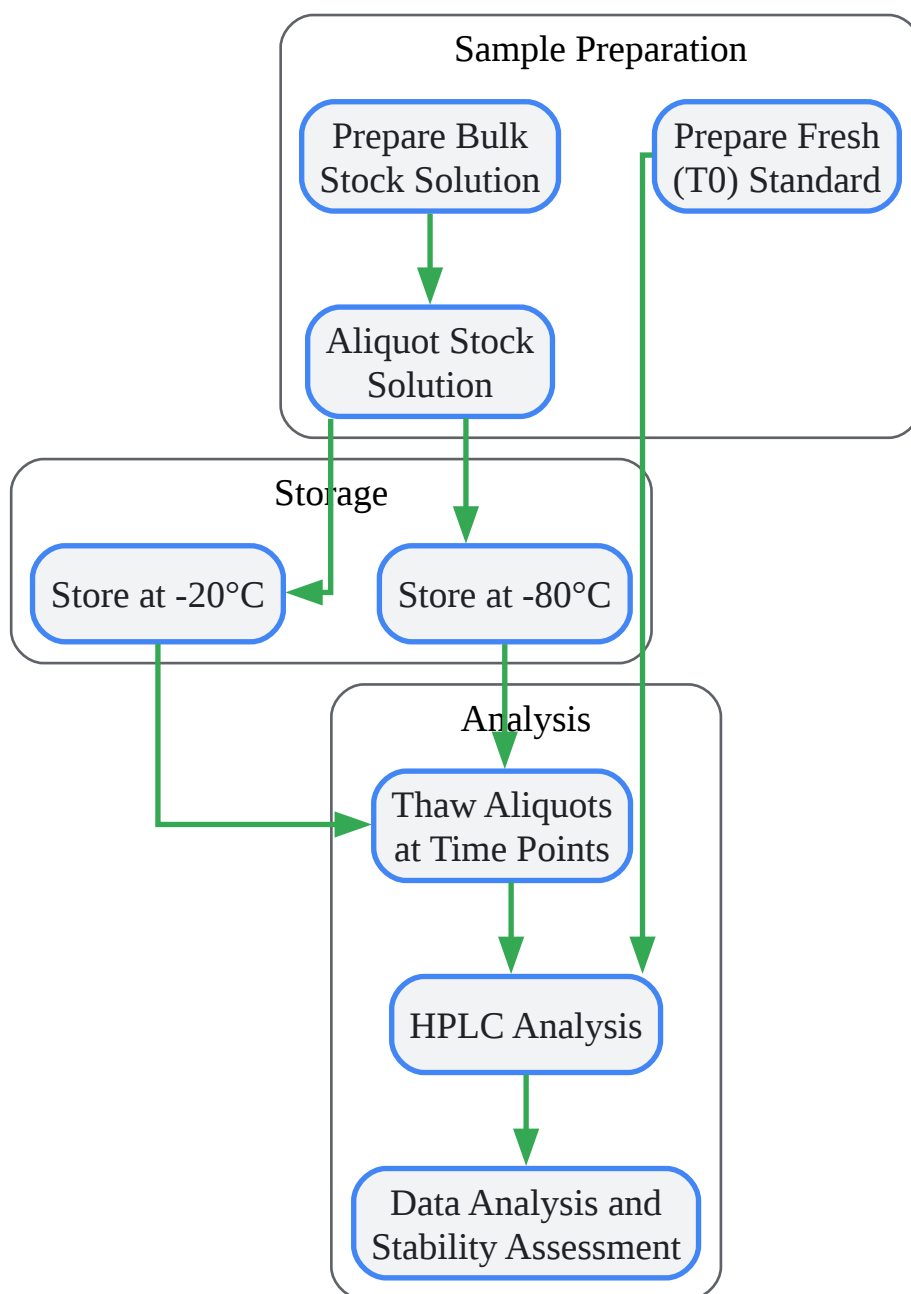 Sample Preparation
Prepare Bulk
Stock Solution
Prepare Fresh
(T0) Standard
Aliquot Stock
Solution
Storage
Store at -20°C
Store at -80°C
Analysis
Thaw Aliquots
at Time Points
HPLC Analysis
Data Analysis and
Stability Assessment